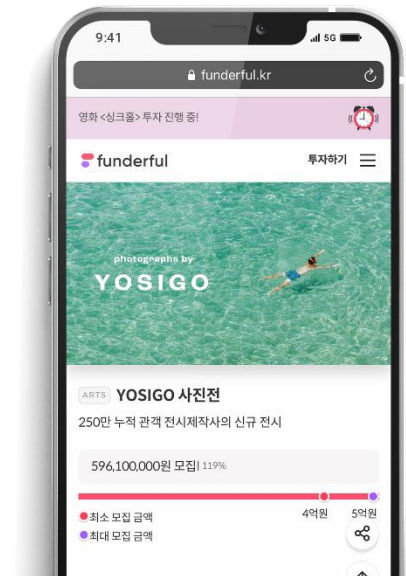 9:41
5G
funderful.kr
영화 <싱크홀> 투자 진행 중!
funderful
투자하기
photographs by
YOSIGO
ARTS YOSIGO 사진전
250만 누적 관객 전시제작사의 신규 전시
596,100,000원 모집| 119%
최소 모집 금액
4억원 5억원
최대 모집 금액